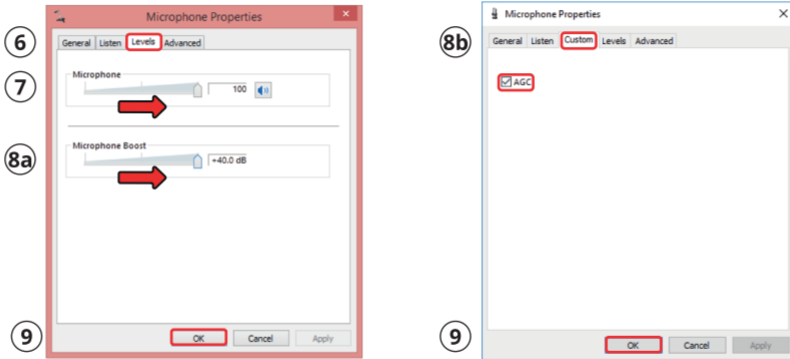 6
Microphone Properties
General Listen Levels Advanced
7
Microphone
100
8a
Microphone Boost
+40.0 dB
9
OK Cancel Apply
8b
Microphone Properties
General Listen Custom Levels Advanced
AGC
9
OK Cancel Apply